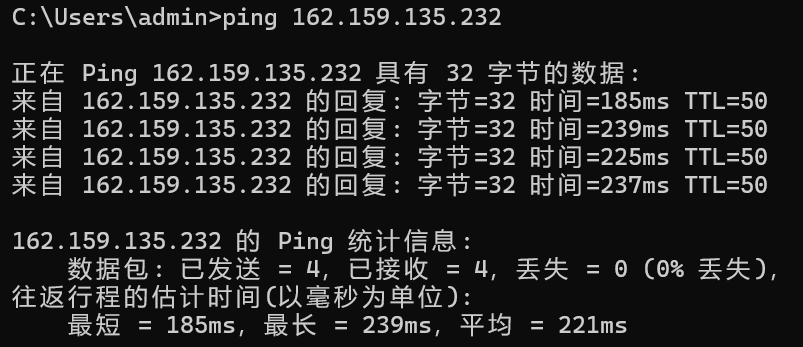 C:\Users\admin>ping 162.159.135.232
正在 Ping 162.159.135.232 具有 32 字节的数据:
来自 162.159.135.232 的回复: 字节=32 时间=185ms TTL=50
来自 162.159.135.232 的回复: 字节=32 时间=239ms TTL=50
来自 162.159.135.232 的回复: 字节=32 时间=225ms TTL=50
来自 162.159.135.232 的回复: 字节=32 时间=237ms TTL=50
162.159.135.232 的 Ping 统计信息:
数据包: 已发送 = 4, 已接收 = 4, 丢失 = 0 (0% 丢失),
往返行程的估计时间(以毫秒为单位):
最短 = 185ms, 最长 = 239ms, 平均 = 221ms